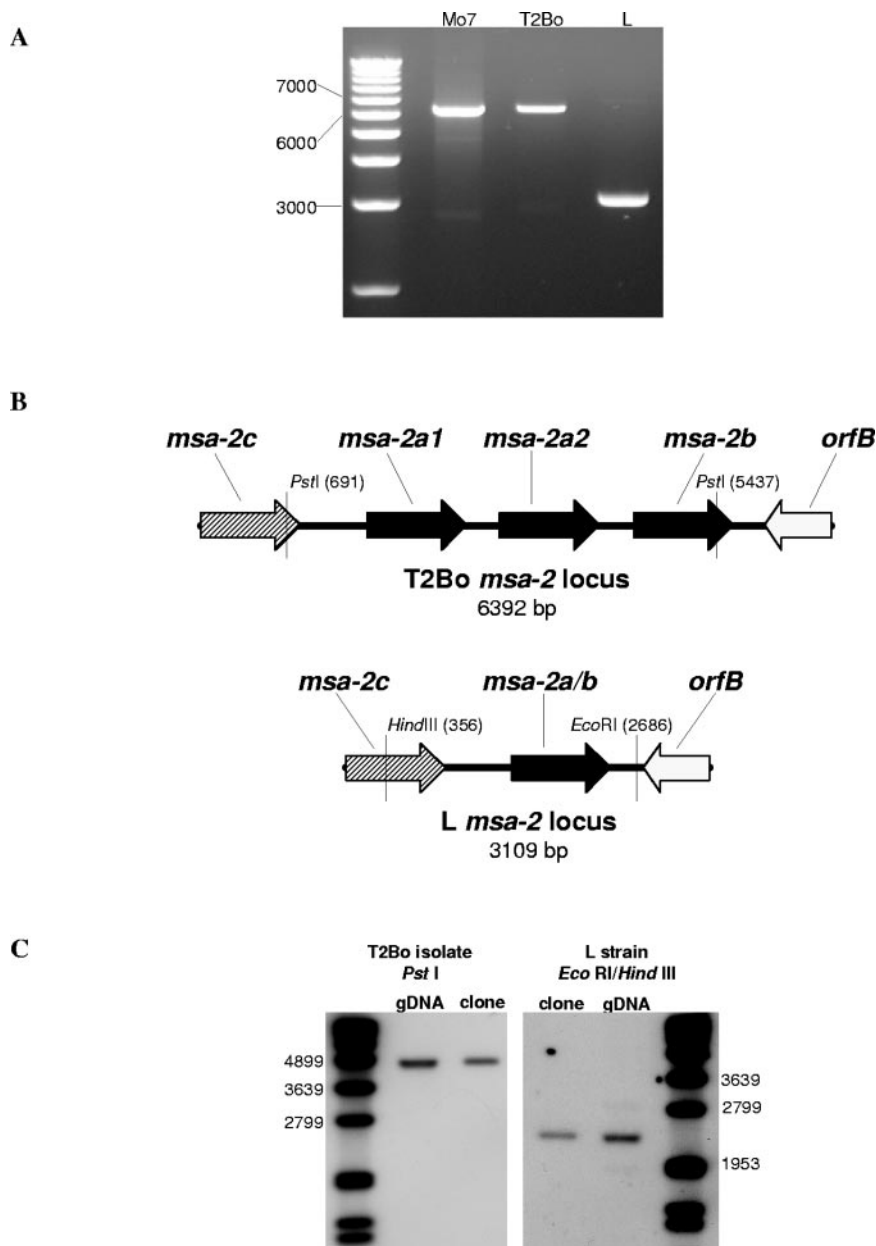 A
Mo7 T2Bo L
7000
6000
3000
B
msa-2c msa-2a1 msa-2a2 msa-2b orfB
PstI (691) PstI (5437)
T2Bo msa-2 locus
6392 bp
msa-2c msa-2a/b orfB
HindIII (356) EcoRI (2686)
L msa-2 locus
3109 bp
C
T2Bo isolate
Pst I
gDNA clone
4899
3639
2799
L strain
Eco RI/Hind III
clone gDNA
3639
2799
1953